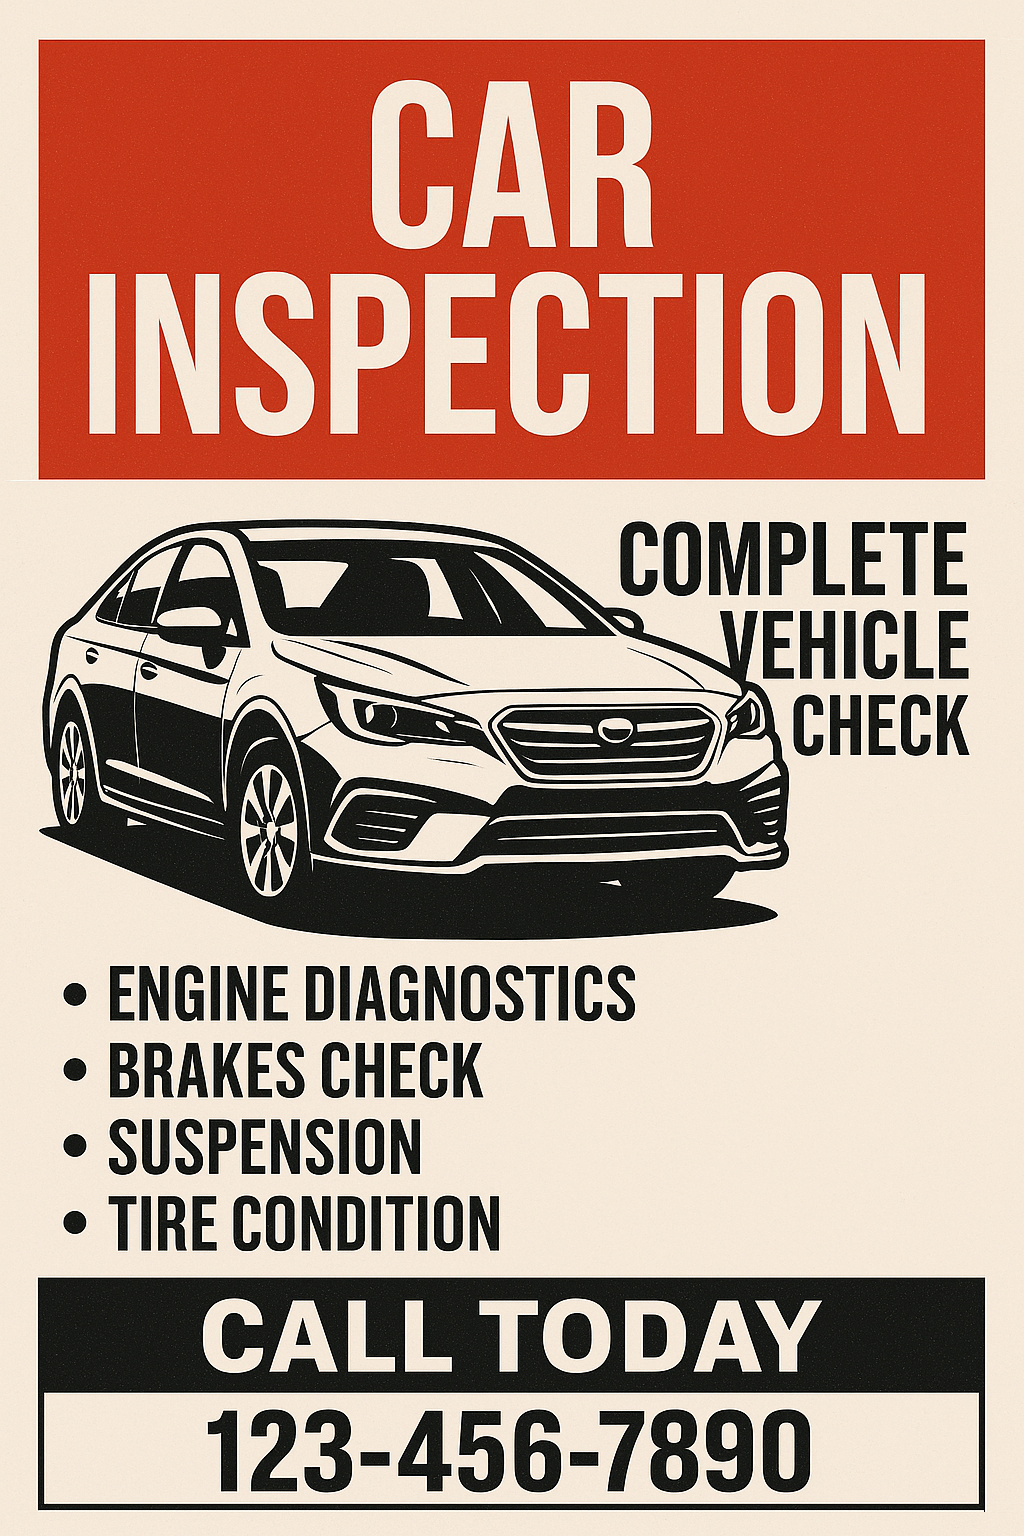 CAR
INSPECTION
COMPLETE
VEHICLE
CHECK
• ENGINE DIAGNOSTICS
• BRAKES CHECK
• SUSPENSION
• TIRE CONDITION
CALL TODAY
123-456-7890